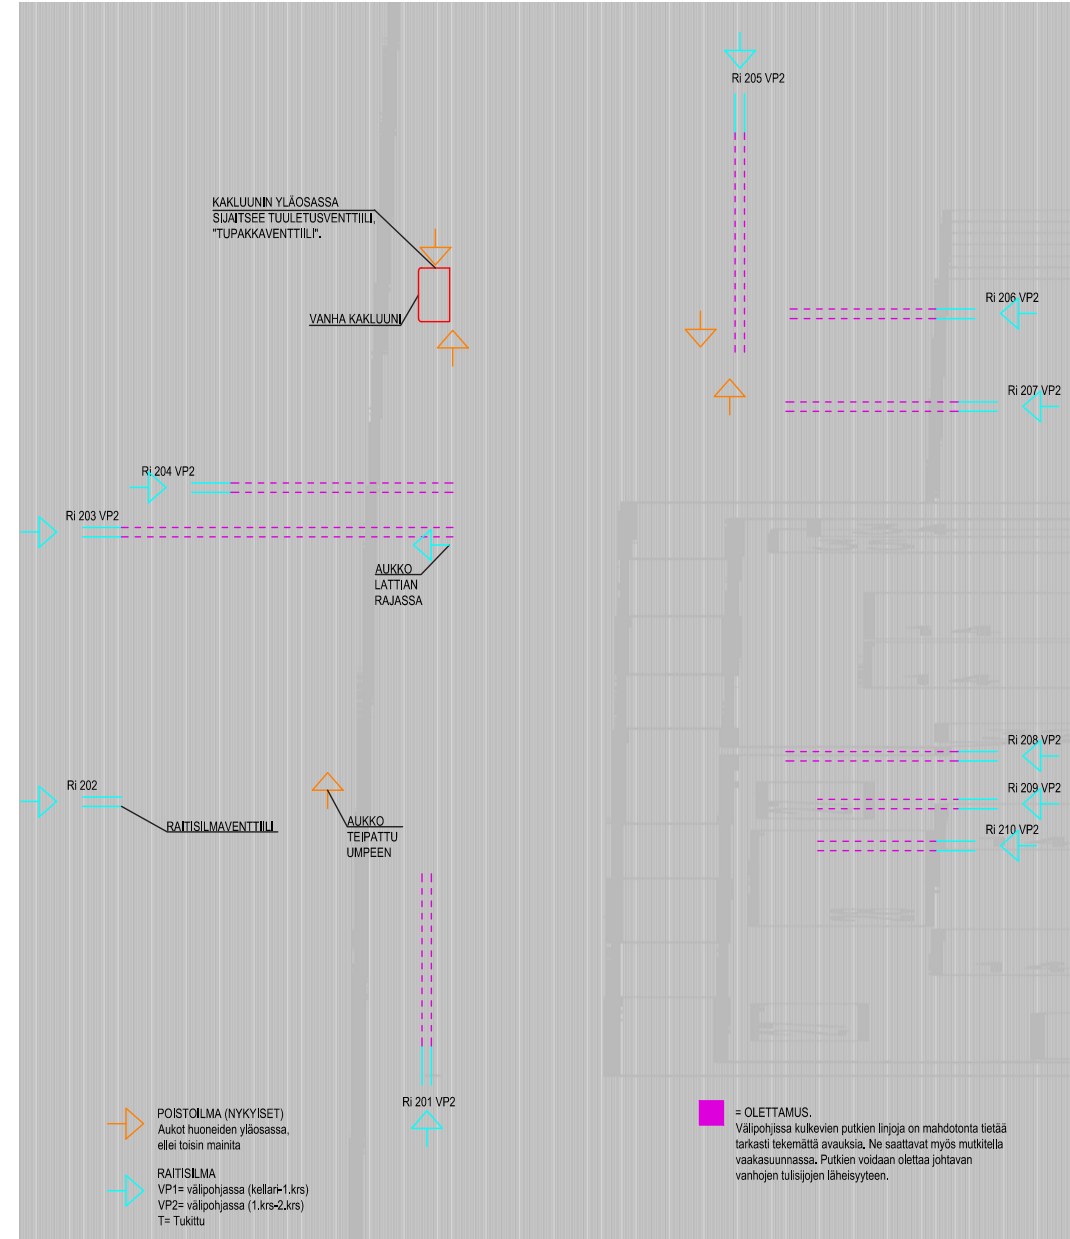 Ri 205 VP2
KAKLUUNIN YLÄOSASSA
SIJAITSEE TUULETUSVENTTIILI,
"TUPAKKAVENTTIILI".
VANHA KAKLUUNI
Ri 206 VP2
Ri 207 VP2
Ri 204 VP2
Ri 203 VP2
AUKKO
LATTIAN
RAJASSA
Ri 208 VP2
Ri 202
Ri 209 VP2
RAITISILMAVENTTIILI
AUKKO
TEIPATTU
UMPEEN
Ri 210 VP2
Ri 201 VP2
POISTOILMA (NYKYISET)
Aukot huoneiden yläosassa,
ellei toisin mainita
RAITISILMA
VP1= välipohjassa (kellari-1.krs)
VP2= välipohjassa (1.krs-2.krs)
T= Tukittu
= OLETTAMUS.
Välipohjissa kulkevien putkien linjoja on mahdotonta tietää
tarkasti tekemättä avauksia. Ne saattavat myös mutkitella
vaakasuunnassa. Putkien voidaan olettaa johtavan
vanhojen tulisijojen läheisyyteen.